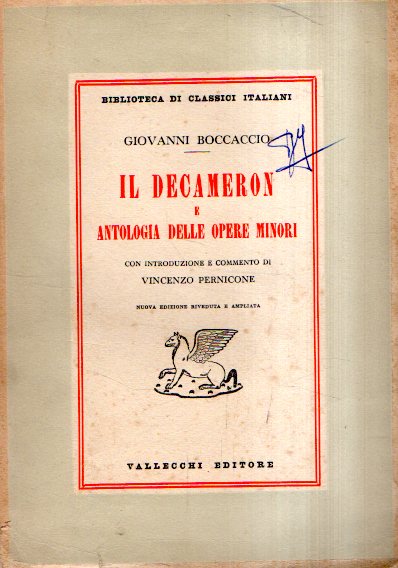 BIBLIOTECA DI CLASSICI ITALIANI
GIOVANNI BOCCACCIO
IL DECAMERON
E
ANTOLOGIA DELLE OPERE MINORI
CON INTRODUZIONE E COMMENTO DI
VINCENZO PERNICONE
NUOVA EDIZIONE RIVEDUTA E AMPLIATA
VALLECCHI EDITORE